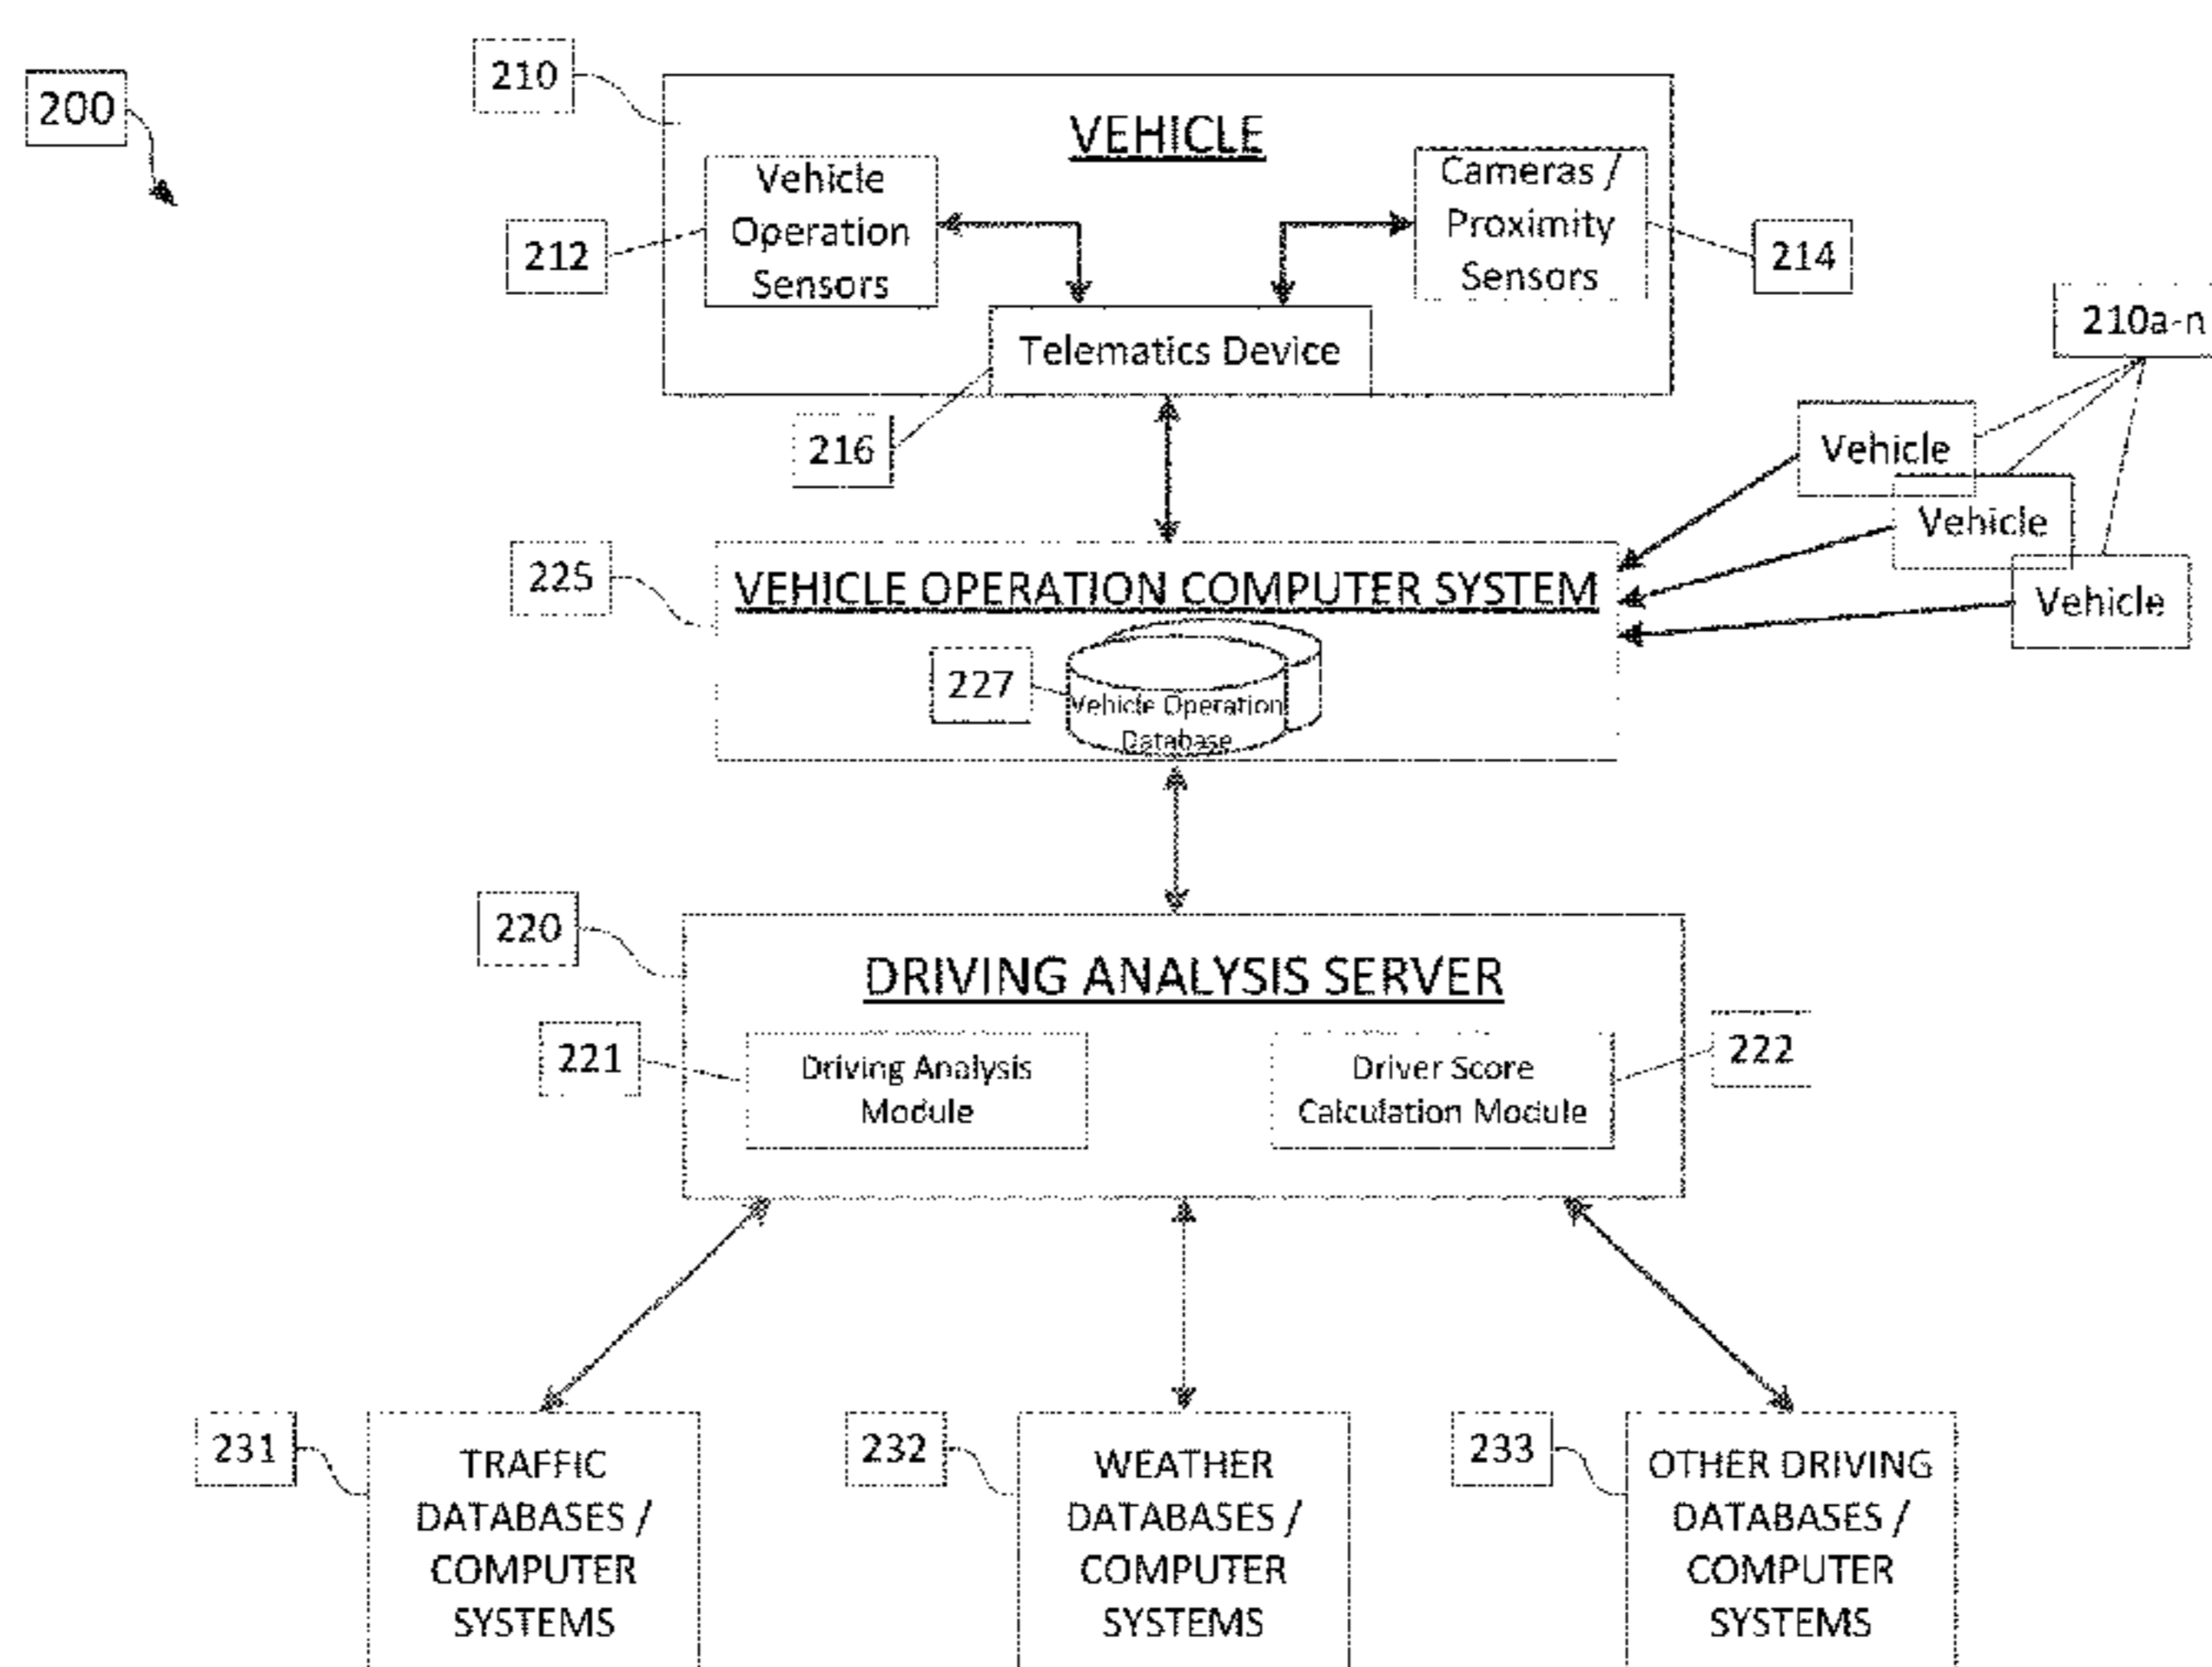 200
210
VEHICLE
Vehicle
Operation
Sensors
Cameras /
Proximity
Sensors
212
214
Telematics Device
216
210a-n
Vehicle
Vehicle
Vehicle
225
VEHICLE OPERATION COMPUTER SYSTEM
227
Vehicle Operation
Database
220
DRIVING ANALYSIS SERVER
221
Driving Analysis
Module
Driver Score
Calculation Module
222
231
TRAFFIC
DATABASES /
COMPUTER
SYSTEMS
232
WEATHER
DATABASES /
COMPUTER
SYSTEMS
233
OTHER DRIVING
DATABASES /
COMPUTER
SYSTEMS